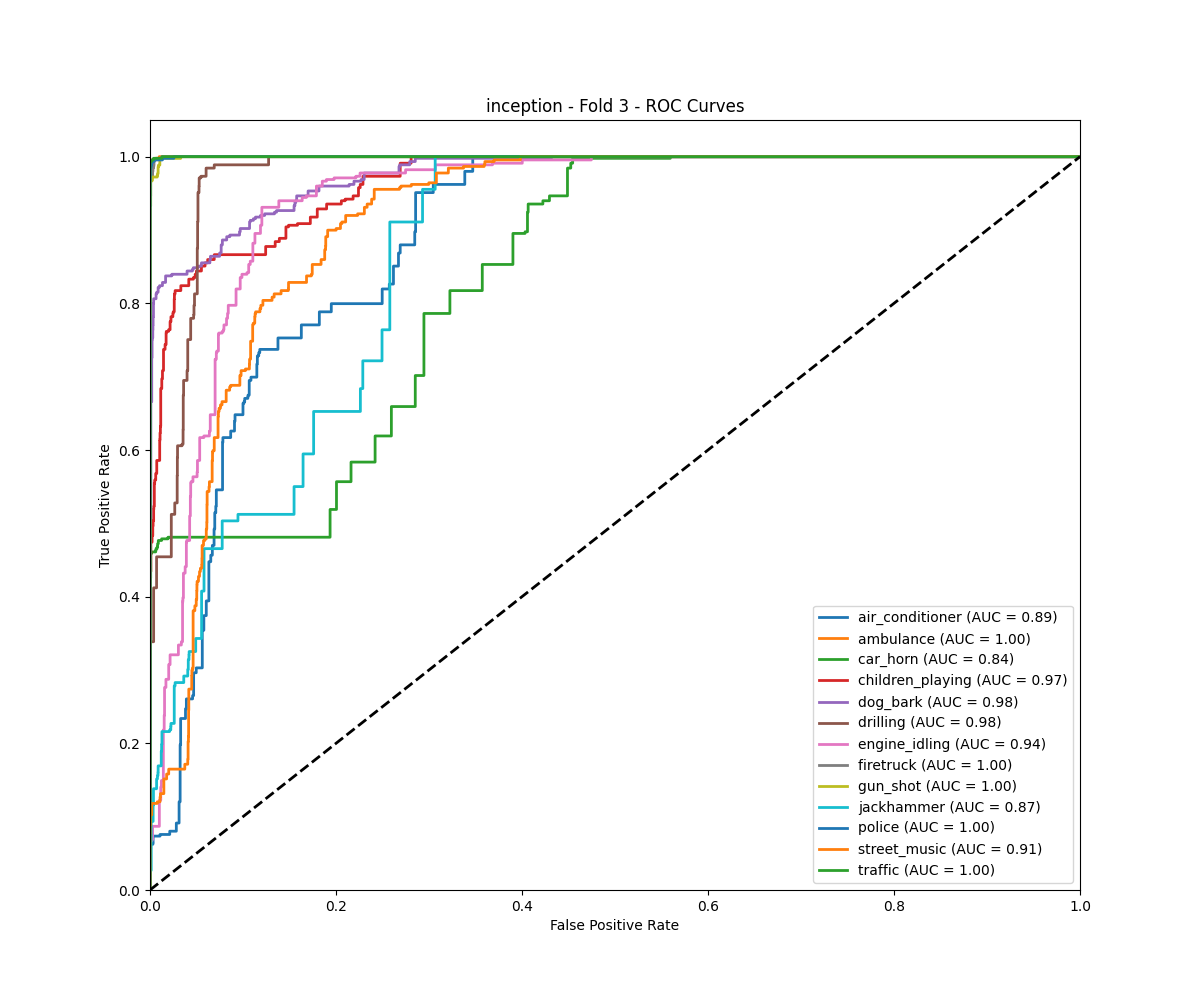 inception - Fold 3 - ROC Curves
1.0
0.8
0.6
0.4
0.2
0.0
True Positive Rate
0.0 0.2 0.4 0.6 0.8 1.0
False Positive Rate
air_conditioner (AUC = 0.89)
ambulance (AUC = 1.00)
car_horn (AUC = 0.84)
children_playing (AUC = 0.97)
dog_bark (AUC = 0.98)
drilling (AUC = 0.98)
engine_idling (AUC = 0.94)
firetruck (AUC = 1.00)
gun_shot (AUC = 1.00)
jackhammer (AUC = 0.87)
police (AUC = 1.00)
street_music (AUC = 0.91)
traffic (AUC = 1.00)